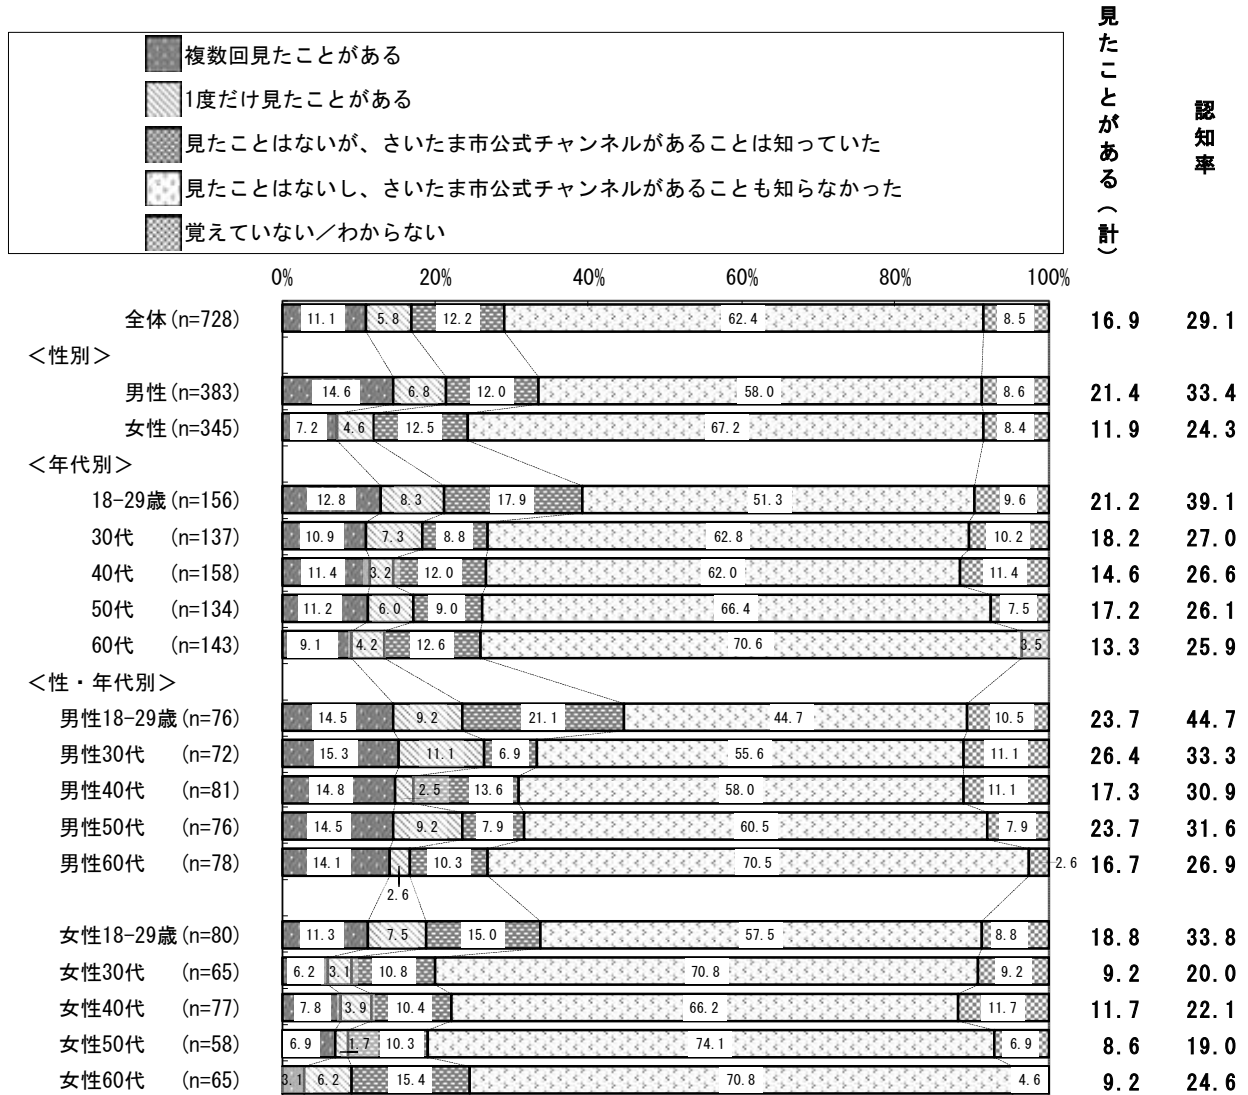 複数回見たことがある
1度だけ見たことがある
見たことはないが、さいたま市公式チャンネルがあることは知っていた
見たことはないし、さいたま市公式チャンネルがあることも知らなかった
覚えていない／わからない
見たことがある（計）
認知率
0% 20% 40% 60% 80% 100%
全体(n=728) 11.1 5.8 12.2 62.4 8.5 16.9 29.1
＜性別＞
男性(n=383) 14.6 6.8 12.0 58.0 8.6 21.4 33.4
女性(n=345) 7.2 4.6 12.5 67.2 8.4 11.9 24.3
＜年代別＞
18-29歳(n=156) 12.8 8.3 17.9 51.3 9.6 21.2 39.1
30代 (n=137) 10.9 7.3 8.8 62.8 10.2 18.2 27.0
40代 (n=158) 11.4 3.2 12.0 62.0 11.4 14.6 26.6
50代 (n=134) 11.2 6.0 9.0 66.4 7.5 17.2 26.1
60代 (n=143) 9.1 4.2 12.6 70.6 3.5 13.3 25.9
＜性・年代別＞
男性18-29歳(n=76) 14.5 9.2 21.1 44.7 10.5 23.7 44.7
男性30代 (n=72) 15.3 11.1 6.9 55.6 11.1 26.4 33.3
男性40代 (n=81) 14.8 2.5 13.6 58.0 11.1 17.3 30.9
男性50代 (n=76) 14.5 9.2 7.9 60.5 7.9 23.7 31.6
男性60代 (n=78) 14.1 10.3 70.5 2.6 16.7 26.9
2.6
女性18-29歳(n=80) 11.3 7.5 15.0 57.5 8.8 18.8 33.8
女性30代 (n=65) 6.2 3.1 10.8 70.8 9.2 9.2 20.0
女性40代 (n=77) 7.8 3.9 10.4 66.2 11.7 11.7 22.1
女性50代 (n=58) 6.9 1.7 10.3 74.1 6.9 8.6 19.0
女性60代 (n=65) 3.1 6.2 15.4 70.8 4.6 9.2 24.6